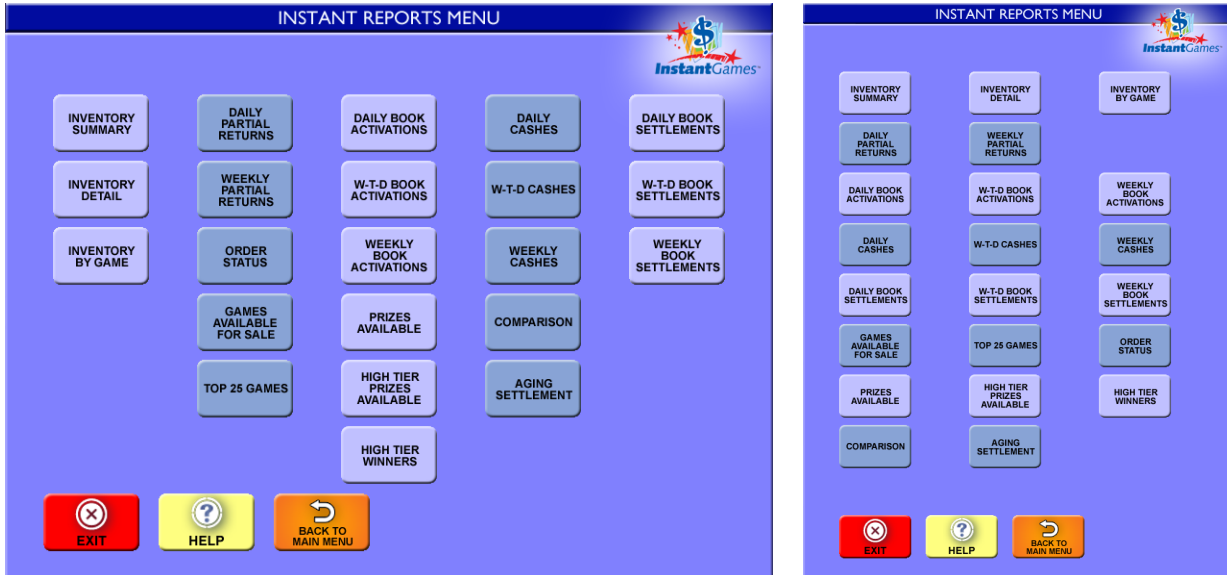 INSTANT REPORTS MENU
$
InstantGames™
INVENTORY
SUMMARY
DAILY
PARTIAL
RETURNS
DAILY BOOK
ACTIVATIONS
DAILY
CASHES
DAILY BOOK
SETTLEMENTS
INVENTORY
DETAIL
WEEKLY
PARTIAL
RETURNS
W-T-D BOOK
ACTIVATIONS
W-T-D CASHES
W-T-D BOOK
SETTLEMENTS
INVENTORY
BY GAME
ORDER
STATUS
WEEKLY
BOOK
ACTIVATIONS
WEEKLY
CASHES
WEEKLY
BOOK
SETTLEMENTS
GAMES
AVAILABLE
FOR SALE
PRIZES
AVAILABLE
COMPARISON
TOP 25 GAMES
HIGH TIER
PRIZES
AVAILABLE
AGING
SETTLEMENT
HIGH TIER
WINNERS
EXIT
?
HELP
BACK TO
MAIN MENU
INSTANT REPORTS MENU
$
InstantGames™
INVENTORY
SUMMARY
INVENTORY
DETAIL
INVENTORY
BY GAME
DAILY
PARTIAL
RETURNS
WEEKLY
PARTIAL
RETURNS
DAILY BOOK
ACTIVATIONS
W-T-D BOOK
ACTIVATIONS
WEEKLY
BOOK
ACTIVATIONS
DAILY
CASHES
W-T-D CASHES
WEEKLY
CASHES
DAILY BOOK
SETTLEMENTS
W-T-D BOOK
SETTLEMENTS
WEEKLY
BOOK
SETTLEMENTS
GAMES
AVAILABLE
FOR SALE
TOP 25 GAMES
ORDER
STATUS
PRIZES
AVAILABLE
HIGH TIER
PRIZES
AVAILABLE
HIGH TIER
WINNERS
COMPARISON
AGING
SETTLEMENT
EXIT
?
HELP
BACK TO
MAIN MENU